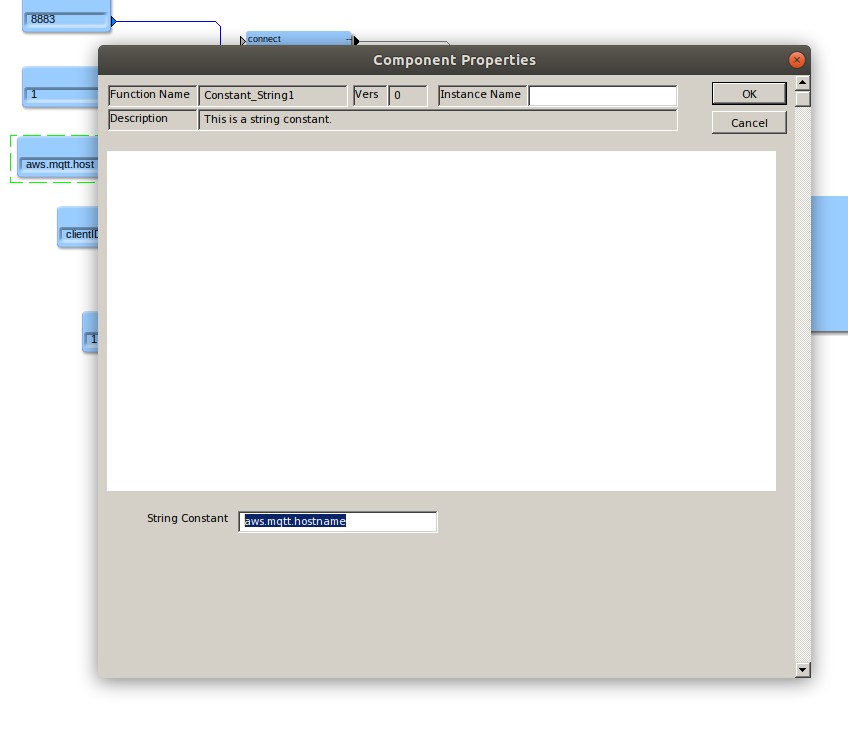 8883
connect
Component Properties
1
Function Name Constant_String1 Vers 0 Instance Name OK
Description This is a string constant. Cancel
aws.mqtt.host
clientID
1
String Constant aws.mqtt.hostname